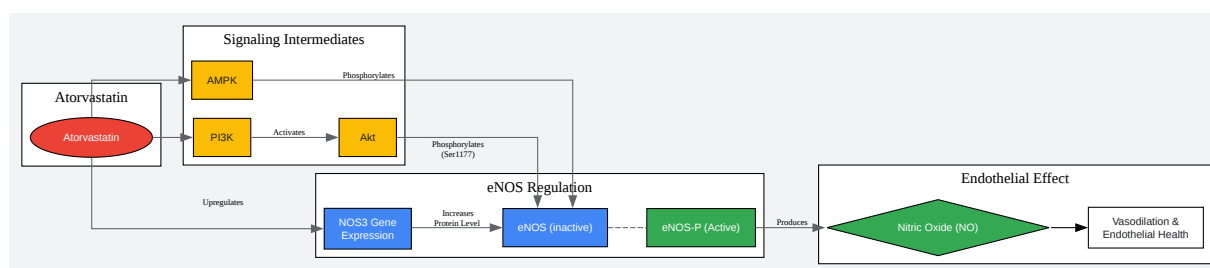 Signaling Intermediates
AMPK
Phosphorylates
Atorvastatin
Atorvastatin
PI3K
Activates
Akt
Phosphorylates
(Ser1177)
Upregulates
eNOS Regulation
NOS3 Gene
Expression
Increases
Protein Level
eNOS (inactive)
eNOS-P (Active)
Produces
Endothelial Effect
Nitric Oxide (NO)
Vasodilation &
Endothelial Health